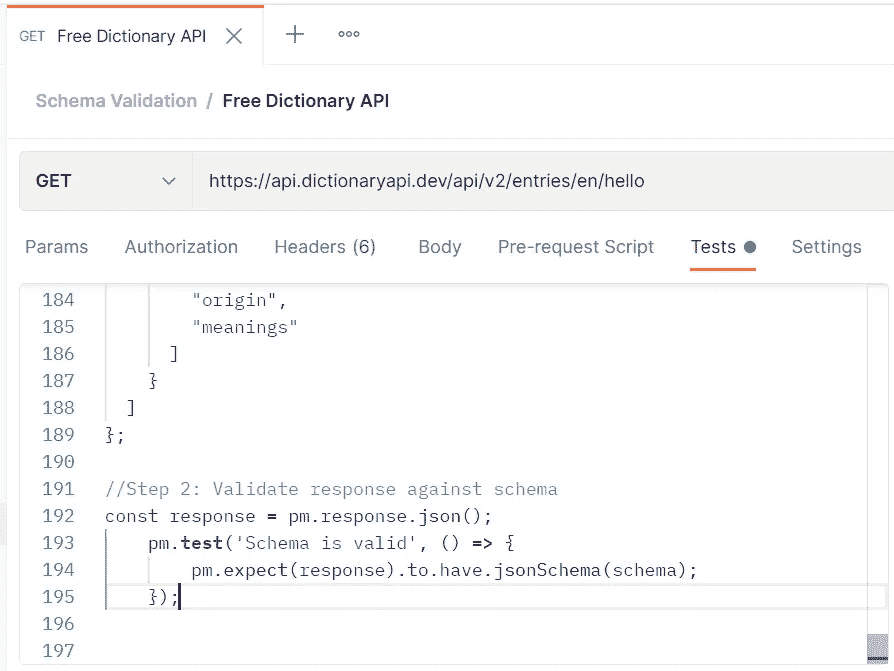 GET Free Dictionary API
Schema Validation / Free Dictionary API
GET https://api.dictionaryapi.dev/api/v2/entries/en/hello
Params Authorization Headers (6) Body Pre-request Script Tests Settings
184 "origin",
185 "meanings"
186 ]
187 }
188 ]
189 };
190
191 //Step 2: Validate response against schema
192 const response = pm.response.json();
193 pm.test('Schema is valid', () => {
194 pm.expect(response).to.have.jsonSchema(schema);
195 });
196
197